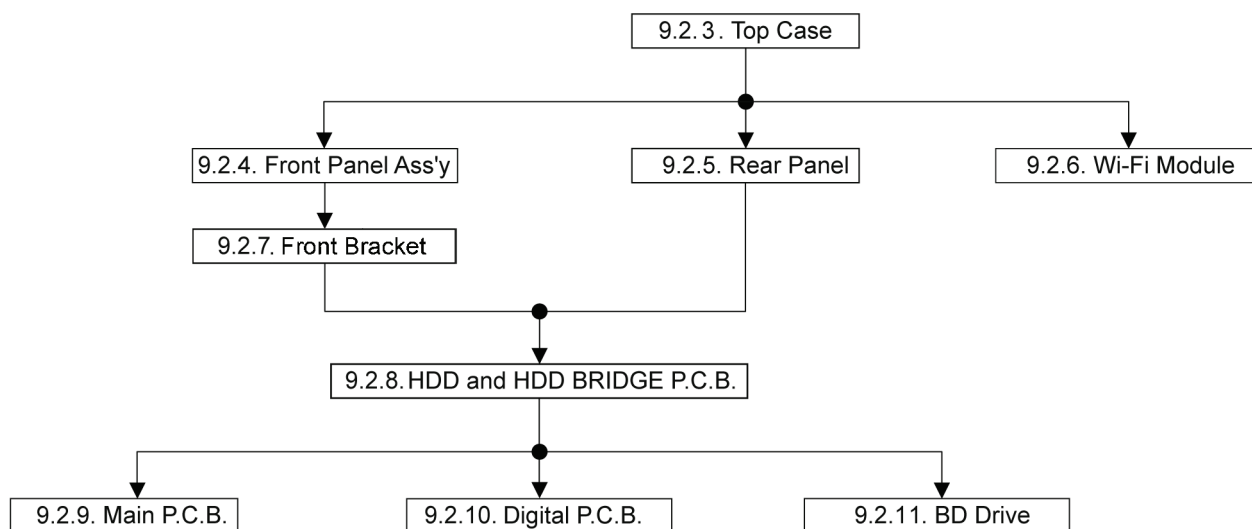 9.2.3. Top Case
9.2.4. Front Panel Ass'y
9.2.5. Rear Panel
9.2.6. Wi-Fi Module
9.2.7. Front Bracket
9.2.8. HDD and HDD BRIDGE P.C.B.
9.2.9. Main P.C.B.
9.2.10. Digital P.C.B.
9.2.11. BD Drive